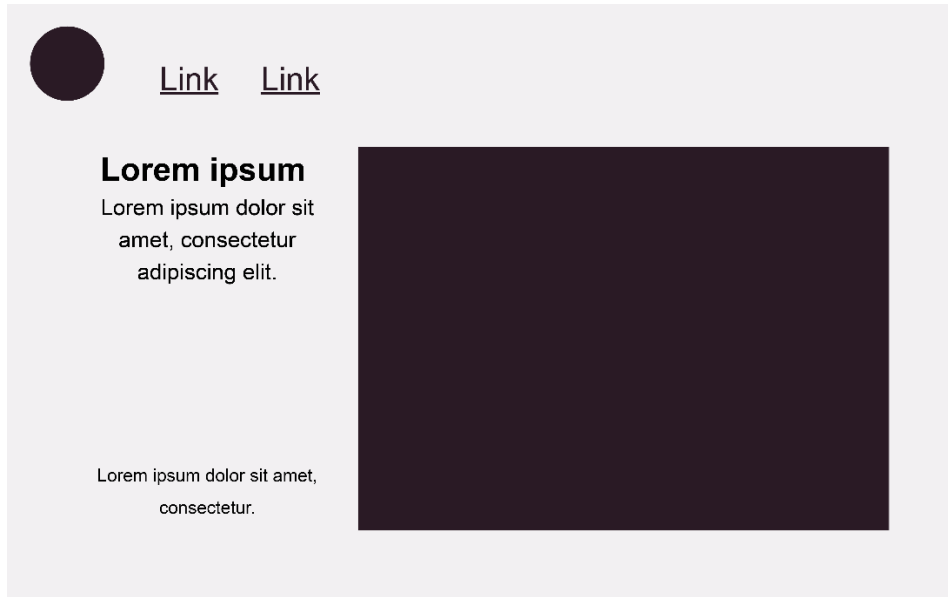 Link Link
Lorem ipsum
Lorem ipsum dolor sit
amet, consectetur
adipiscing elit.
Lorem ipsum dolor sit amet,
consectetur.